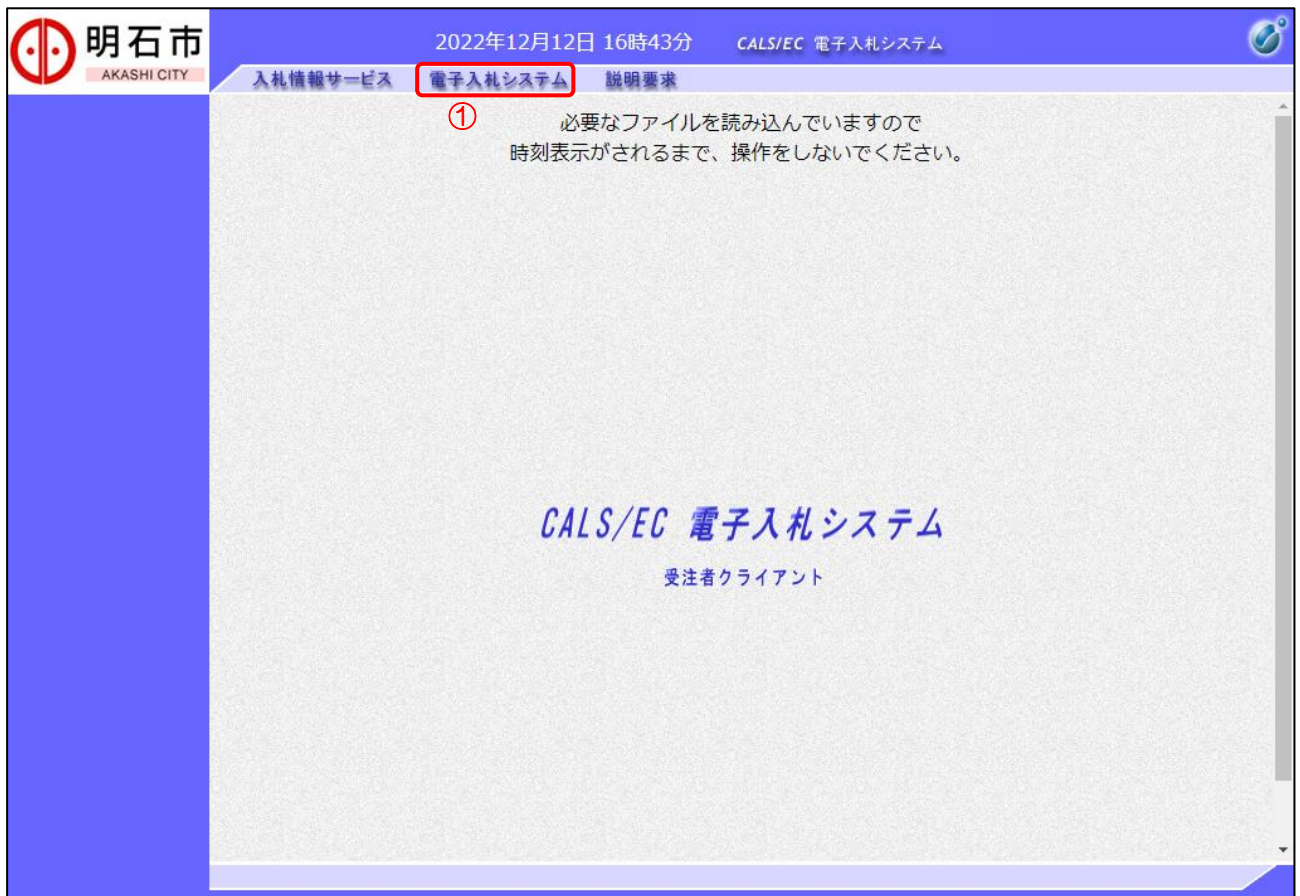 明石市
AKASHI CITY
2022年12月12日 16時43分 CALS/EC 電子入札システム
入札情報サービス 電子入札システム 説明要求
①
必要なファイルを読み込んでいますので
時刻表示がされるまで、操作をしないでください。
CALS/EC 電子入札システム
受注者クライアント